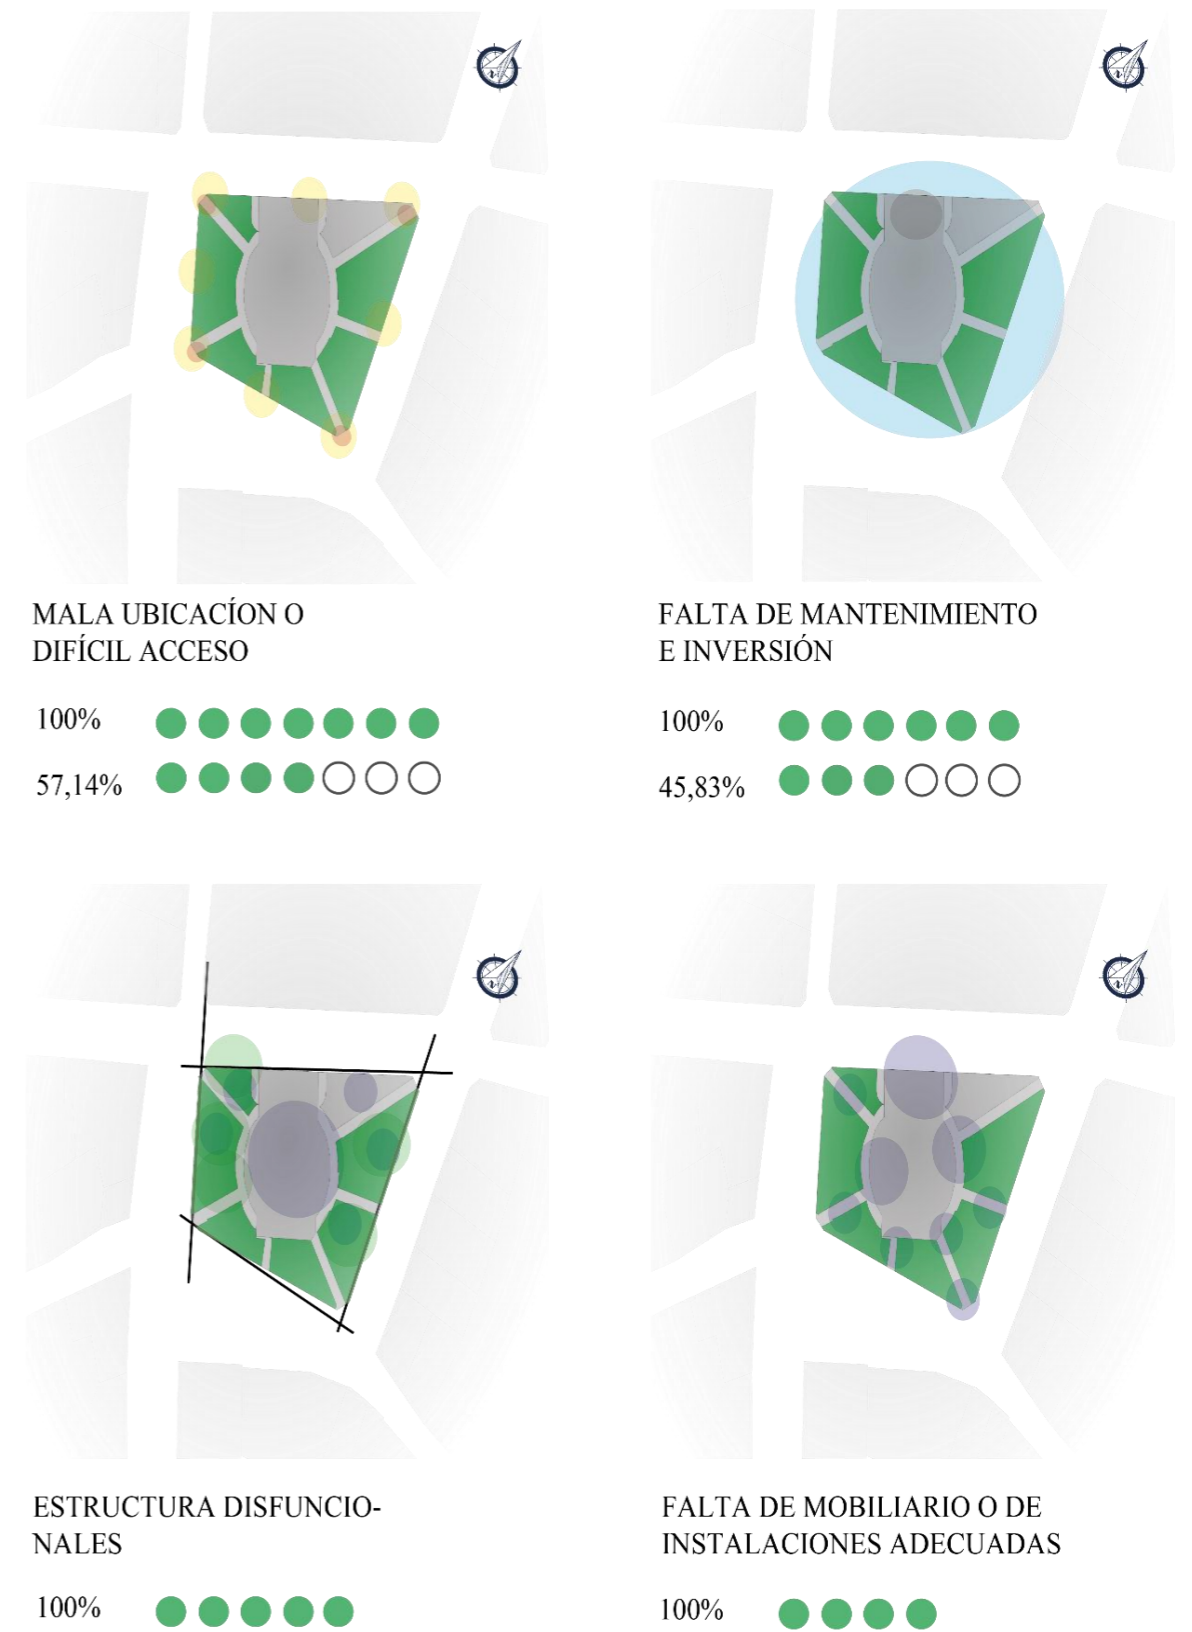 MALA UBICACÍON O
DIFÍCIL ACCESO
100%
57,14%
FALTA DE MANTENIMIENTO
E INVERSIÓN
100%
45,83%
ESTRUCTURA DISFUNCIO-
NALES
100%
FALTA DE MOBILIARIO O DE
INSTALACIONES ADECUADAS
100%